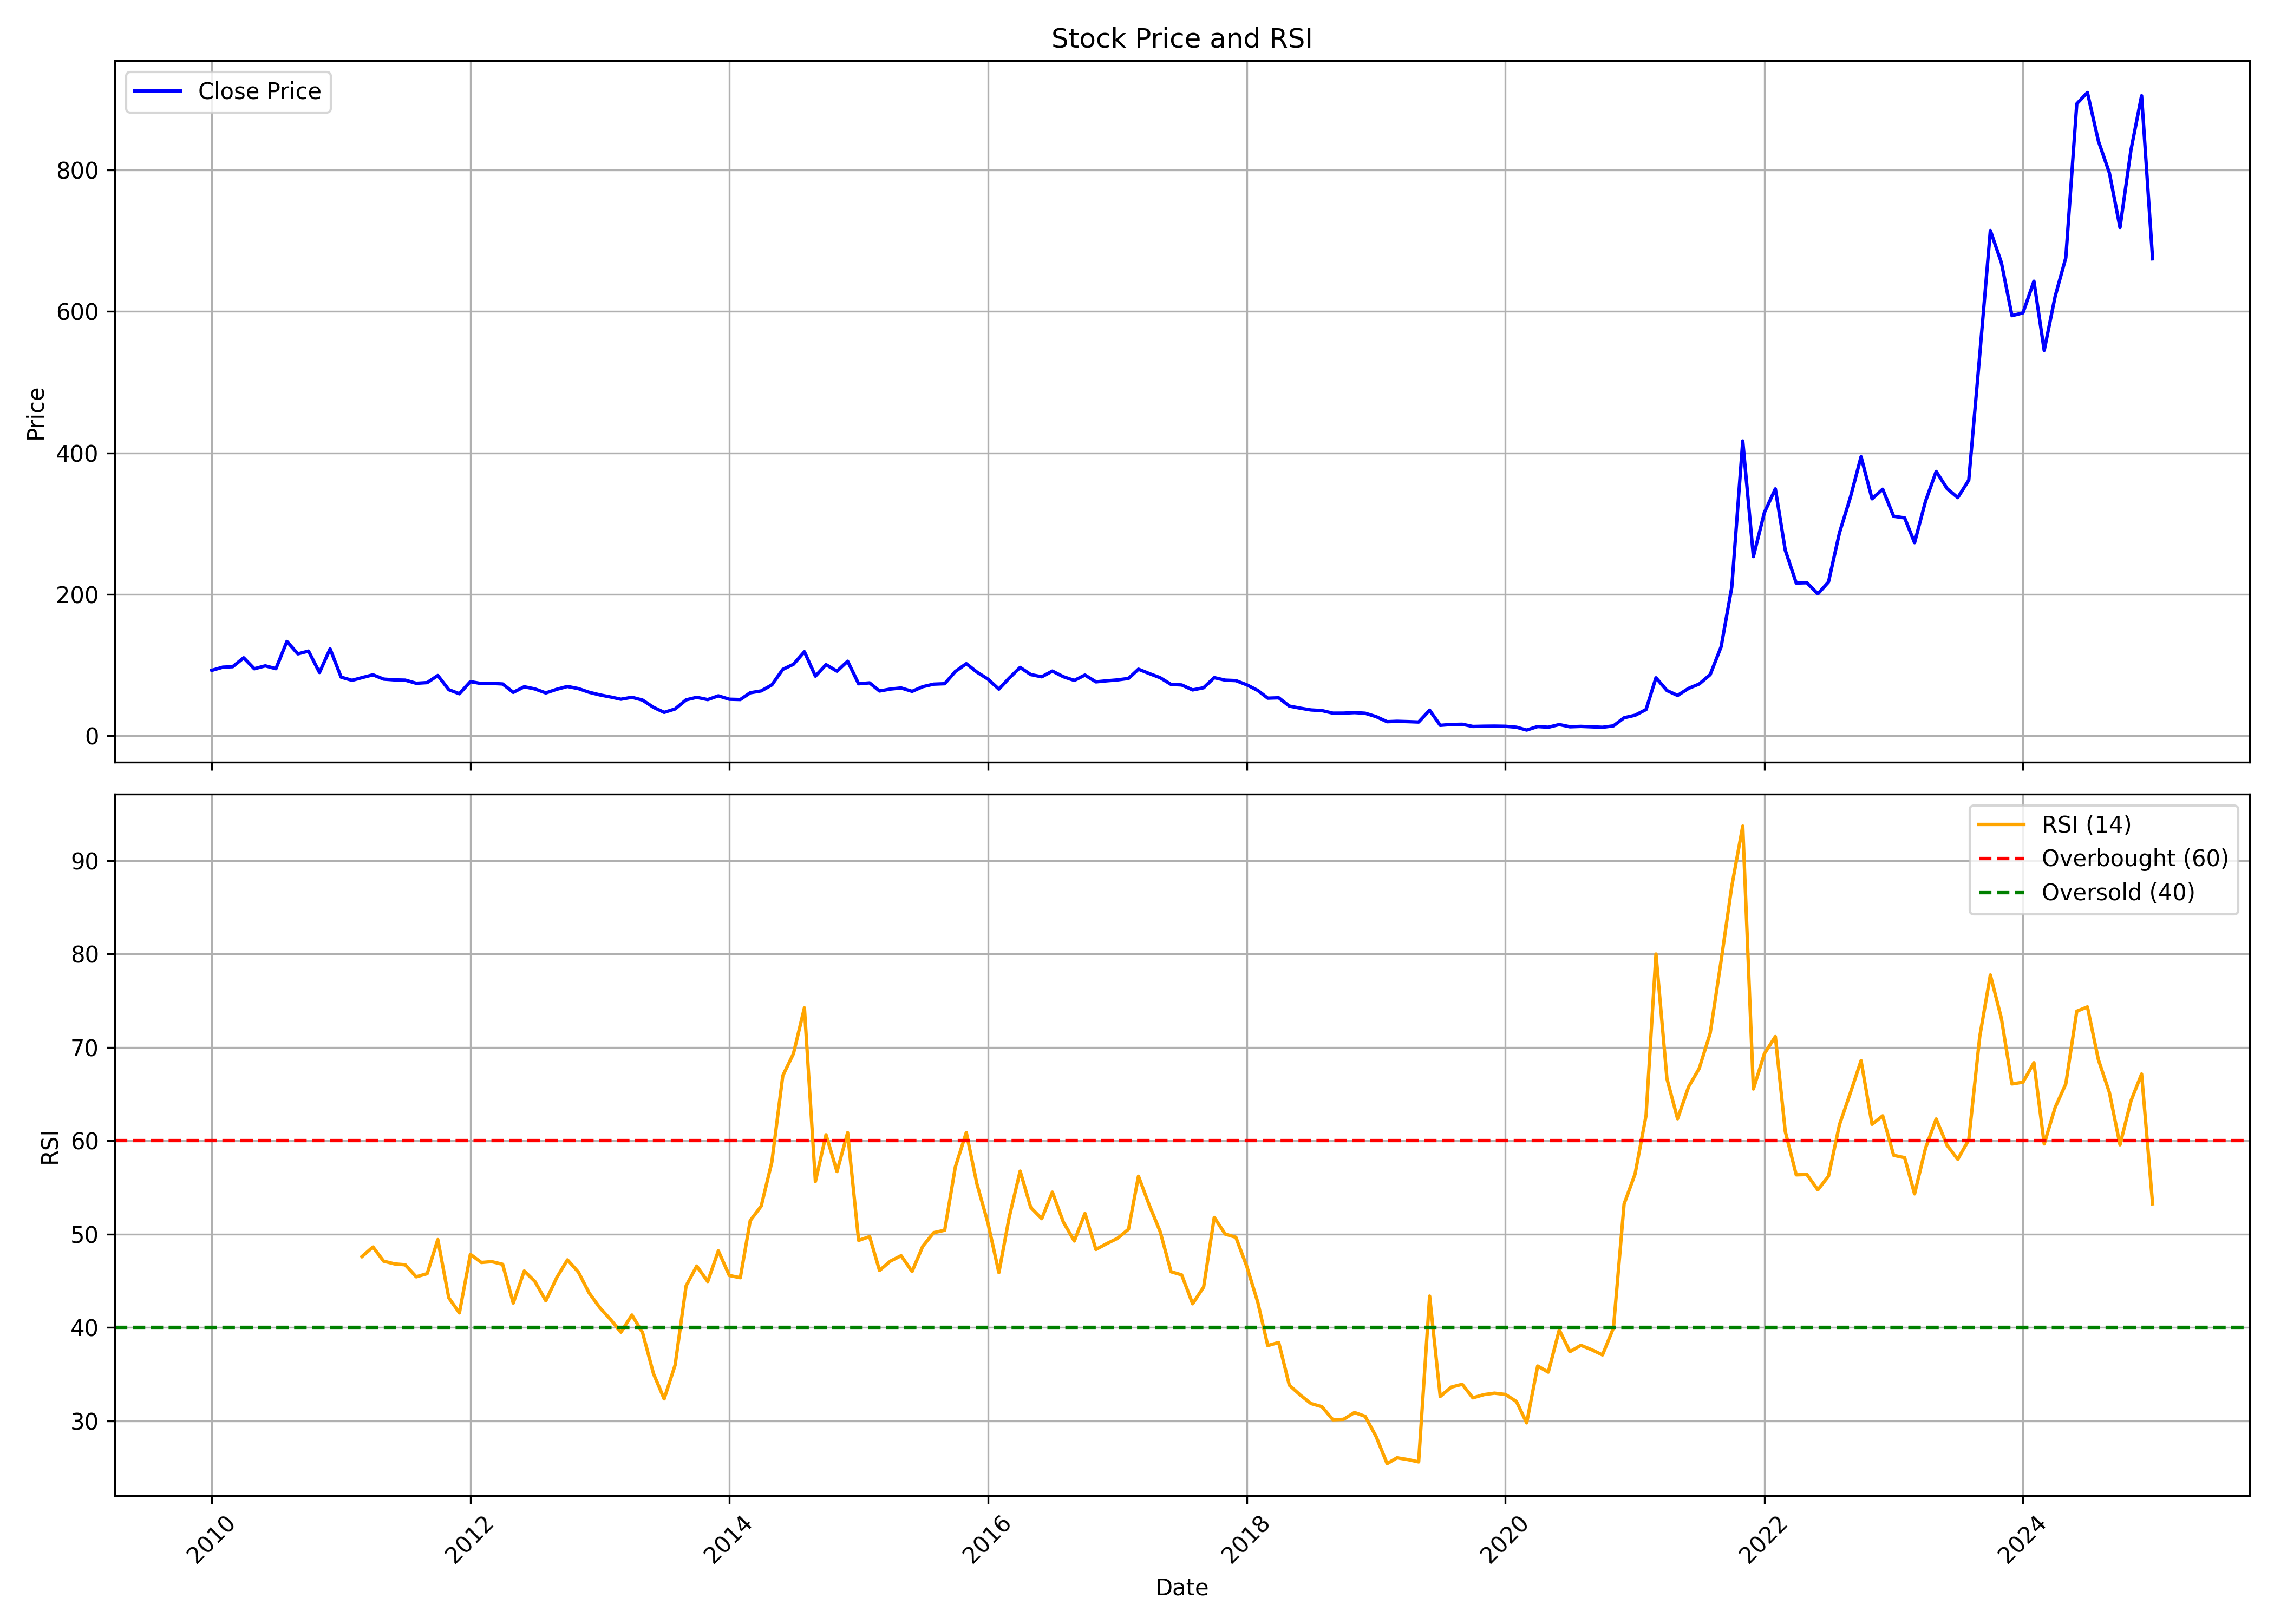 Stock Price and RSI
Close Price
Price
800
600
400
200
0
RSI (14)
Overbought (60)
Oversold (40)
RSI
90
80
70
60
50
40
30
2010
2012
2014
2016
2018
2020
2022
2024
Date